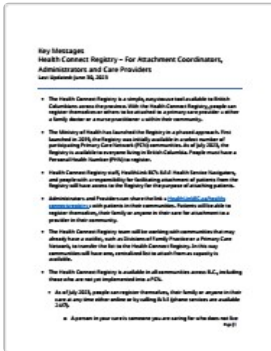 Key Messages
Health Connect Registry – For Attachment Coordinators,
Administrators and Care Providers
Last Updated: June 30, 2023
• The Health Connect Registry is a simple, easy to use tool available to British
Columbians across the province. With the Health Connect Registry, people can
register themselves or others to be attached to a primary care provider: either
a family doctor or a nurse practitioner within their community.
• The Ministry of Health has launched the Registry in a phased approach. First
launched in 2019, the Registry was initially available in a select number of
participating Primary Care Network (PCN) communities. As of July 2023, the
Registry is available to everyone living in British Columbia. People must have a
Personal Health Number (PHN) to register.
• Health Connect Registry staff, HealthLink BC's 8-1-1 Health Service Navigators,
and people with a responsibility for facilitating attachment of patients from the
Registry will have access to the Registry for the purpose of attaching patients.
• Administrators and Providers can share the link
with patients in their communities. Patients will be able to
register themselves, their family or anyone in their care for attachment to a
provider in their community.
• The Health Connect Registry team will be working with communities that may
already have a waitlist, such as Divisions of Family Practice or a Primary Care
Network, to transfer the list to the Health Connect Registry. In this way
communities will have one, centralized list to attach from as capacity is
available.
• The Health Connect Registry is available in all communities across B.C., including
those who are not yet implemented as a PCN.
• As of July 2023, people can register themselves, their family or anyone in their
care at any time either online or by calling 8-1-1 (phone services are available
24/7).
o A person in your care is someone you are caring for who does not live